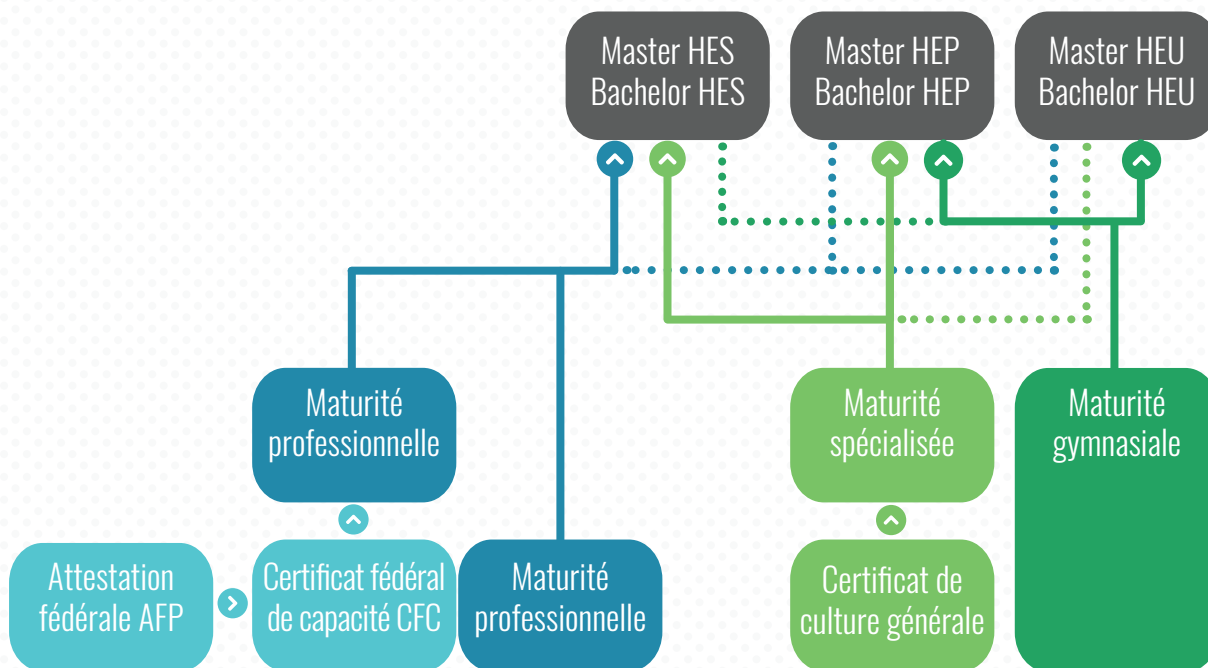 Master HES
Bachelor HES
Master HEP
Bachelor HEP
Master HEU
Bachelor HEU
Maturité
professionnelle
Maturité
spécialisée
Maturité
gymnasiale
Attestation
fédérale AFP
Certificat fédéral
de capacité CFC
Maturité
professionnelle
Certificat de
culture générale